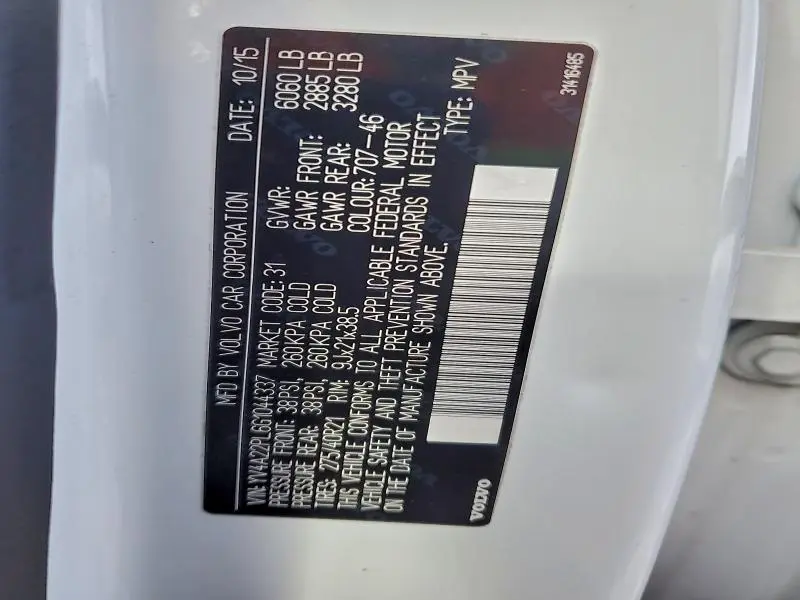 MFD BY VOLVO CAR CORPORATION DATE: 10/15
VIN: YV4A22PL6G1044337 MARKET CODE: 31 GVWR: 6060 LB
PRESSURE FRONT: 38PSI, 260KPA COLD GAWR FRONT: 2885 LB
PRESSURE REAR: 38PSI, 260KPA COLD GAWR REAR: 3280 LB
TIRES: 275/40R21 RIM: 9Jx21x38.5 COLOUR: 707-46
THIS VEHICLE CONFORMS TO ALL APPLICABLE FEDERAL MOTOR
VEHICLE SAFETY AND THEFT PREVENTION STANDARDS IN EFFECT
ON THE DATE OF MANUFACTURE SHOWN ABOVE. TYPE: MPV
VOLVO
31416485